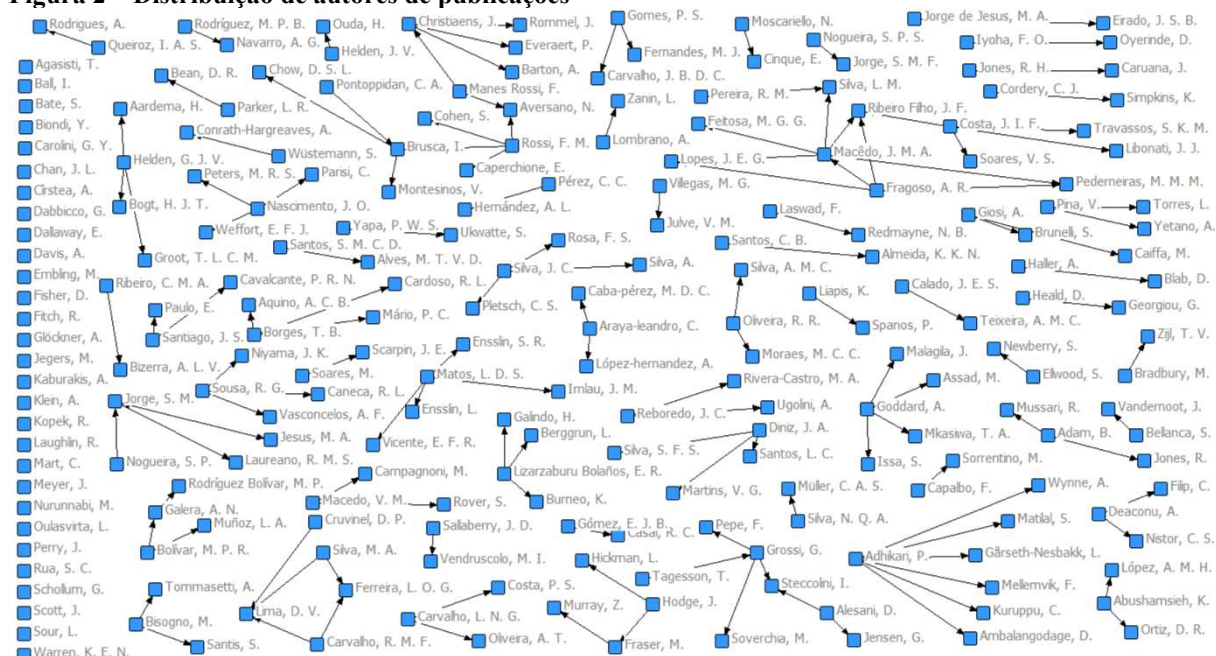 Figura 2 – Distribuição de autores de publicações
Rodrigues, A.
Queiroz, I. A. S.
Rodríguez, M. P. B.
Navarro, A. G.
Ouda, H.
Helden, J. V.
Christiaens, J.
Rommel, J.
Everaert, P.
Barton, A.
Manes Rossi, F.
Aversano, N.
Gomes, P. S.
Fernandes, M. J.
Carvalho, J. B. D. C.
Moscariello, N.
Cinque, E.
Nogueira, S. P. S.
Jorge, S. M. F.
Jorge de Jesus, M. A.
Eirado, J. S. B.
Iyoha, F. O.
Oyerinde, D.
Jones, R. H.
Caruana, J.
Cordery, C. J.
Simpkins, K.
Agasisti, T.
Ball, I.
Bate, S.
Biondi, Y.
Carolini, G. Y.
Chan, J. L.
Cîrstea, A.
Dabbicco, G.
Dallaway, E.
Davis, A.
Embling, M.
Fisher, D.
Fitch, R.
Glöckner, A.
Jegers, M.
Kaburakis, A.
Klein, A.
Kopek, R.
Laughlin, R.
Mart, C.
Meyer, J.
Nurunnabi, M.
Oulasvirta, L.
Perry, J.
Rua, S. C.
Schollum, G.
Scott, J.
Sour, L.
Warren, K. E. N.
Bean, D. R.
Parker, L. R.
Chow, D. S. L.
Pontoppidan, C. A.
Brusca, I.
Montesinos, V.
Cohen, S.
Rossi, F. M.
Caperchione, E.
Zanin, L.
Lombrano, A.
Pereira, R. M.
Silva, L. M.
Feitosa, M. G. G.
Ribeiro Filho, J. F.
Costa, J. I. F.
Travassos, S. K. M.
Libonati, J. J.
Soares, V. S.
Macêdo, J. M. A.
Lopes, J. E. G.
Fragoso, A. R.
Pederneiras, M. M. M.
Aardema, H.
Helden, G. J. V.
Bogt, H. J. T.
Groot, T. L. C. M.
Conrath-Hargreaves, A.
Wüstemann, S.
Peters, M. R. S.
Parisi, C.
Nascimento, J. O.
Weffort, E. F. J.
Pérez, C. C.
Hernández, A. L.
Villegas, M. G.
Julve, V. M.
Laswad, F.
Redmayne, N. B.
Giosi, A.
Brunelli, S.
Caiffa, M.
Pina, V.
Torres, L.
Yetano, A.
Yapa, P. W. S.
Ukwatte, S.
Santos, S. M. C. D.
Alves, M. T. V. D.
Rosa, F. S.
Silva, J. C.
Silva, A.
Pletsch, C. S.
Santos, C. B.
Almeida, K. K. N.
Haller, A.
Blab, D.
Heald, D.
Georgiou, G.
Ribeiro, C. M. A.
Bizerra, A. L. V.
Paulo, E.
Cavalcante, P. R. N.
Santiago, J. S.
Aquino, A. C. B.
Cardoso, R. L.
Mário, P. C.
Borges, T. B.
Caba-pérez, M. D. C.
Araya-leandro, C.
López-hernandez, A.
Silva, A. M. C.
Oliveira, R. R.
Moraes, M. C. C.
Liapis, K.
Spanos, P.
Calado, J. E. S.
Teixeira, A. M. C.
Newberry, S.
Ellwood, S.
Zijl, T. V.
Bradbury, M.
Niyama, J. K.
Sousa, R. G.
Vasconcelos, A. F.
Scarpin, J. E.
Soares, M.
Caneca, R. L.
Ensslin, S. R.
Matos, L. D. S.
Imlau, J. M.
Ensslin, L.
Vicente, E. F. R.
Rivera-Castro, M. A.
Reboredo, J. C.
Malagila, J.
Assad, M.
Goddard, A.
Mkasiwa, T. A.
Issa, S.
Mussari, R.
Adam, B.
Jones, R.
Vandernoot, J.
Bellanca, S.
Jorge, S. M.
Jesus, M. A.
Laureano, R. M. S.
Nogueira, S. P.
Galindo, H.
Berggrun, L.
Lizarzaburu Bolaños, E. R.
Burneo, K.
Ugolini, A.
Diniz, J. A.
Silva, S. F. S.
Santos, L. C.
Martins, V. G.
Sorrentino, M.
Capalbo, F.
Rodríguez Bolívar, M. P.
Galera, A. N.
Muñoz, L. A.
Bolívar, M. P. R.
Campagnoni, M.
Macedo, V. M.
Rover, S.
Cruvinel, D. P.
Silva, M. A.
Ferreira, L. O. G.
Lima, D. V.
Carvalho, R. M. F.
Sallaberry, J. D.
Vendruscolo, M. I.
Gómez, E. J. B.
Casal, R. C.
Müller, C. A. S.
Silva, N. Q. A.
Wynne, A.
Matilal, S.
Adhikari, P.
Gårseth-Nesbakk, L.
Mellemvik, F.
Kuruppu, C.
Ambalangodage, D.
Filip, C.
Deaconu, A.
Nistor, C. S.
Tommasetti, A.
Bisogno, M.
Santis, S.
Costa, P. S.
Carvalho, L. N. G.
Oliveira, A. T.
Hickman, L.
Hodge, J.
Murray, Z.
Fraser, M.
Pepe, F.
Grossi, G.
Tagesson, T.
Steccolini, I.
Soverchia, M.
Alesani, D.
Jensen, G.
López, A. M. H.
Abushamsieh, K.
Ortiz, D. R.